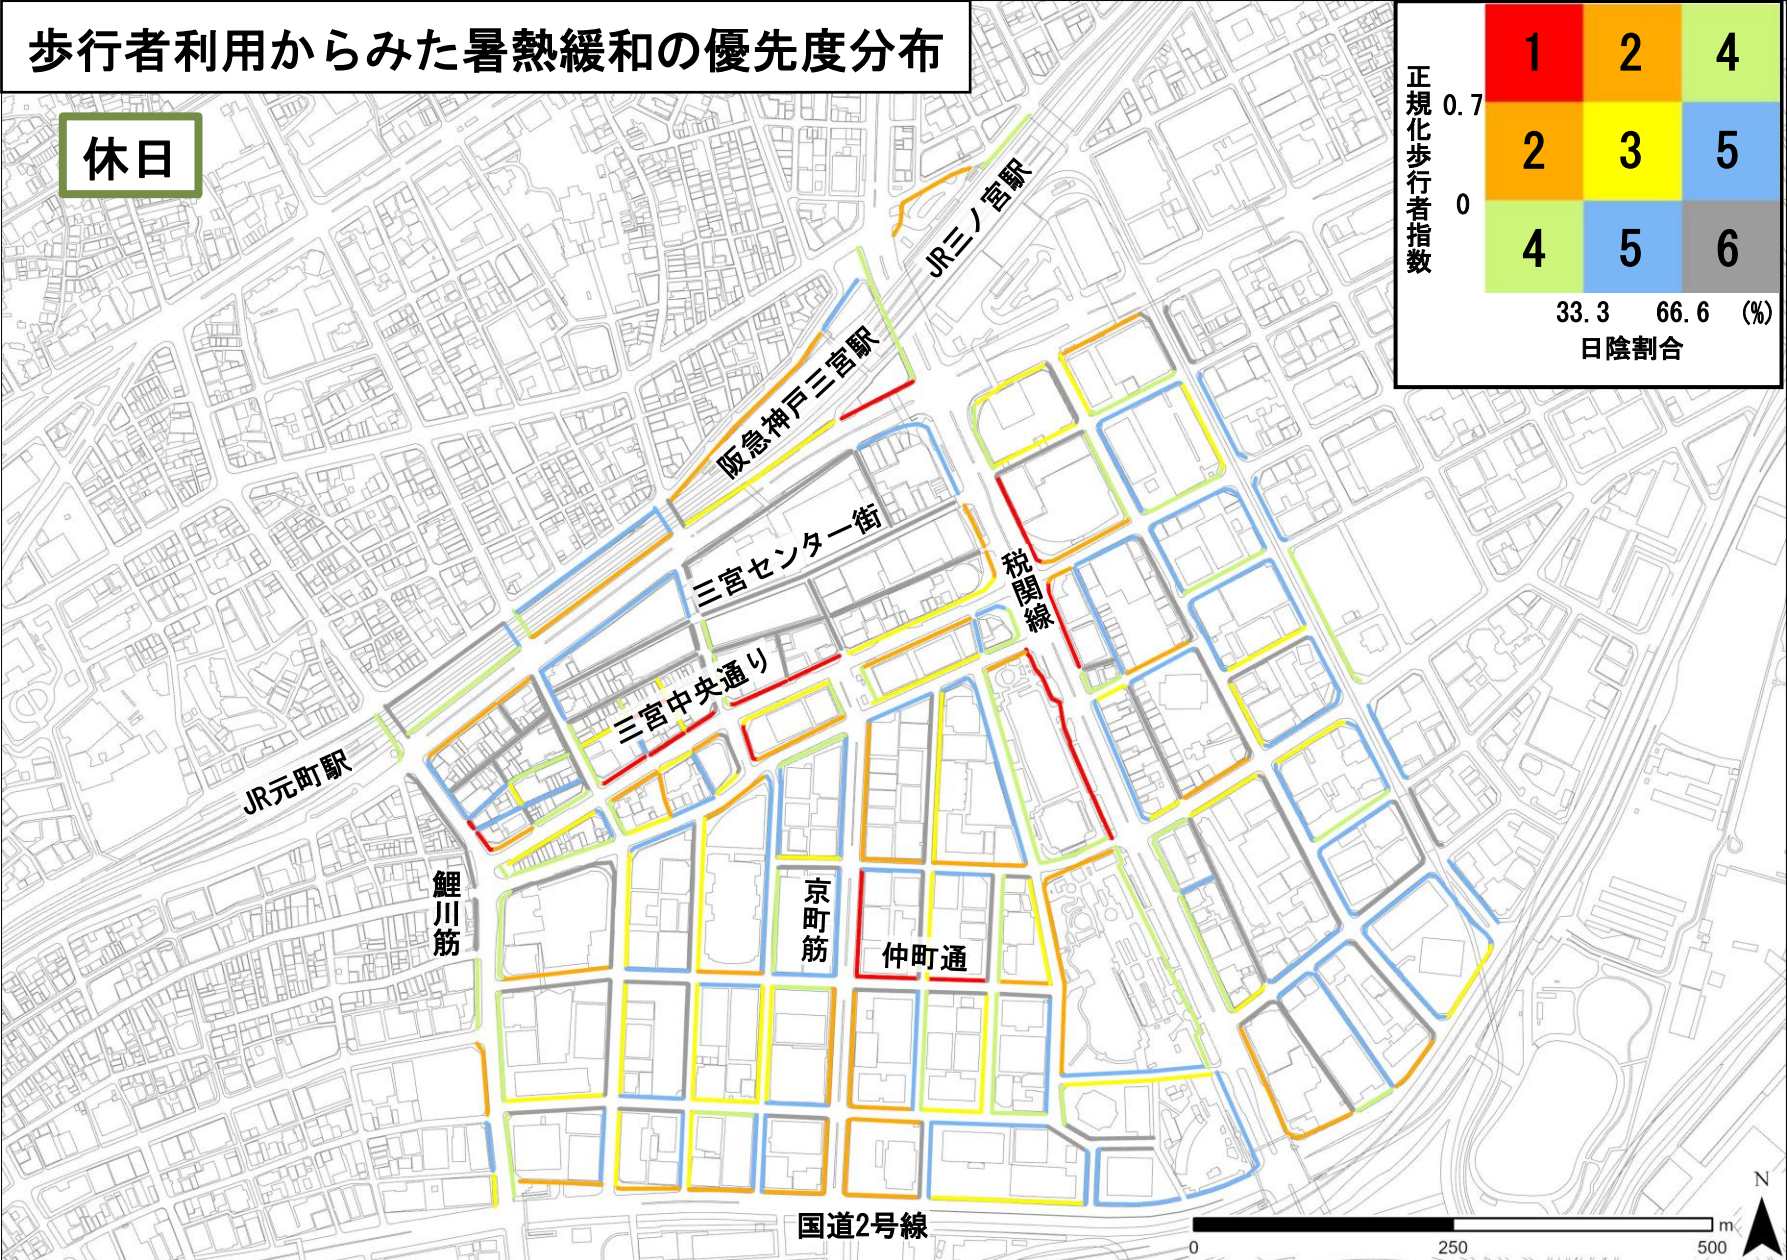 歩行者利用からみた暑熱緩和の優先度分布
休日
正規化歩行者指数
1 2 4
0.7
2 3 5
0
4 5 6
33.3 66.6 (%)
日陰割合
JR三ノ宮駅
阪急神戸三宮駅
三宮センター街
税関線
三宮中央通り
JR元町駅
鯉川筋
京町筋
仲町通
国道2号線
N
m
0 250 500